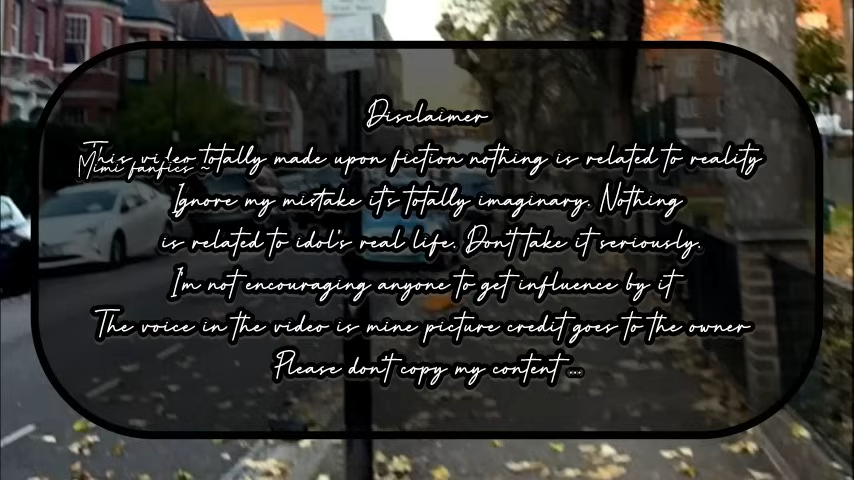 Disclaimer
This video totally made upon fiction nothing is related to reality
Mimi fanfics ~
Ignore my mistake it's totally imaginary. Nothing
is related to idol's real life. Don't take it seriously.
I'm not encouraging anyone to get influence by it
The voice in the video is mine picture credit goes to the owner
Please don't copy my content ...